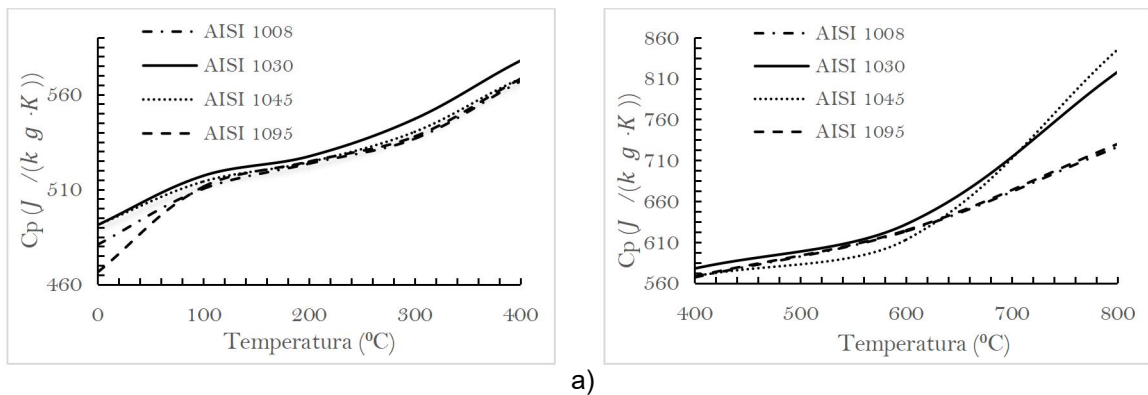 AISI 1008
AISI 1030
AISI 1045
AISI 1095
Cp (J /(k g ·K))
560
510
460
0 100 200 300 400
Temperatura (ºC)
AISI 1008
AISI 1030
AISI 1045
AISI 1095
Cp (J /(k g ·K))
860
810
760
710
660
610
560
400 500 600 700 800
Temperatura (ºC)
a)